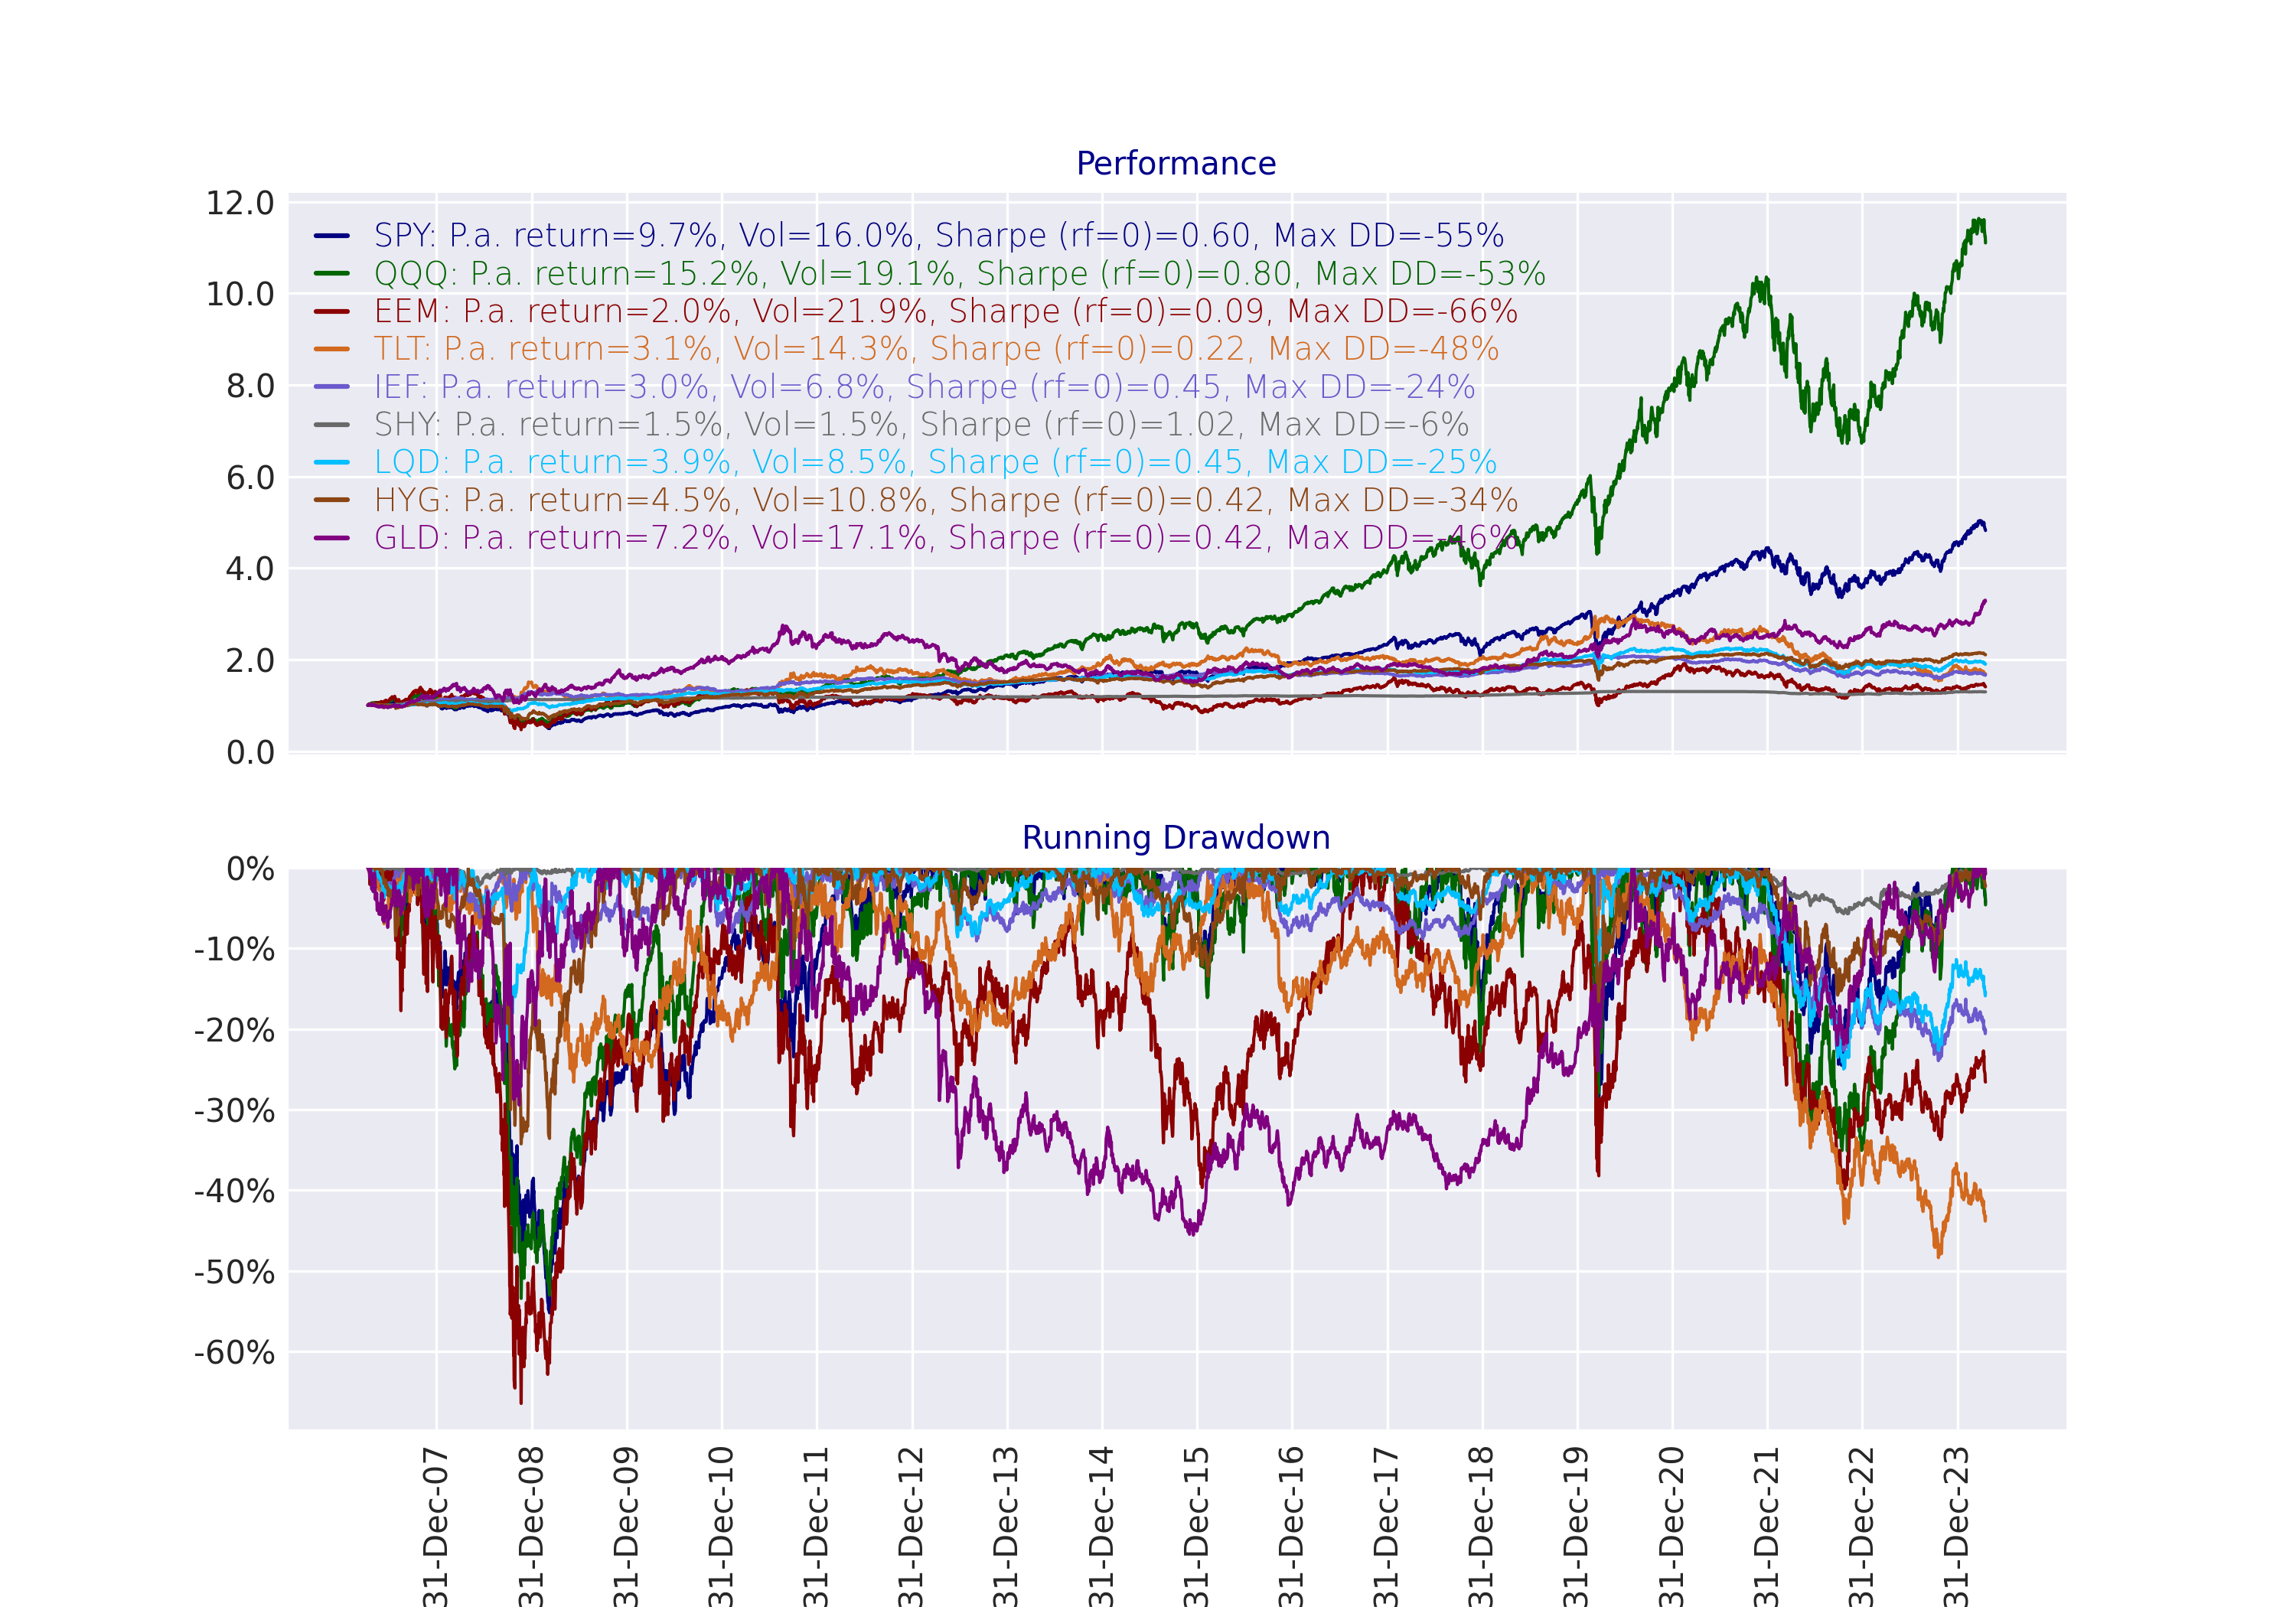 Performance
12.0
10.0
8.0
6.0
4.0
2.0
0.0
SPY: P.a. return=9.7%, Vol=16.0%, Sharpe (rf=0)=0.60, Max DD=-55%
QQQ: P.a. return=15.2%, Vol=19.1%, Sharpe (rf=0)=0.80, Max DD=-53%
EEM: P.a. return=2.0%, Vol=21.9%, Sharpe (rf=0)=0.09, Max DD=-66%
TLT: P.a. return=3.1%, Vol=14.3%, Sharpe (rf=0)=0.22, Max DD=-48%
IEF: P.a. return=3.0%, Vol=6.8%, Sharpe (rf=0)=0.45, Max DD=-24%
SHY: P.a. return=1.5%, Vol=1.5%, Sharpe (rf=0)=1.02, Max DD=-6%
LQD: P.a. return=3.9%, Vol=8.5%, Sharpe (rf=0)=0.45, Max DD=-25%
HYG: P.a. return=4.5%, Vol=10.8%, Sharpe (rf=0)=0.42, Max DD=-34%
GLD: P.a. return=7.2%, Vol=17.1%, Sharpe (rf=0)=0.42, Max DD=-46%
Running Drawdown
0%
-10%
-20%
-30%
-40%
-50%
-60%
31-Dec-07
31-Dec-08
31-Dec-09
31-Dec-10
31-Dec-11
31-Dec-12
31-Dec-13
31-Dec-14
31-Dec-15
31-Dec-16
31-Dec-17
31-Dec-18
31-Dec-19
31-Dec-20
31-Dec-21
31-Dec-22
31-Dec-23